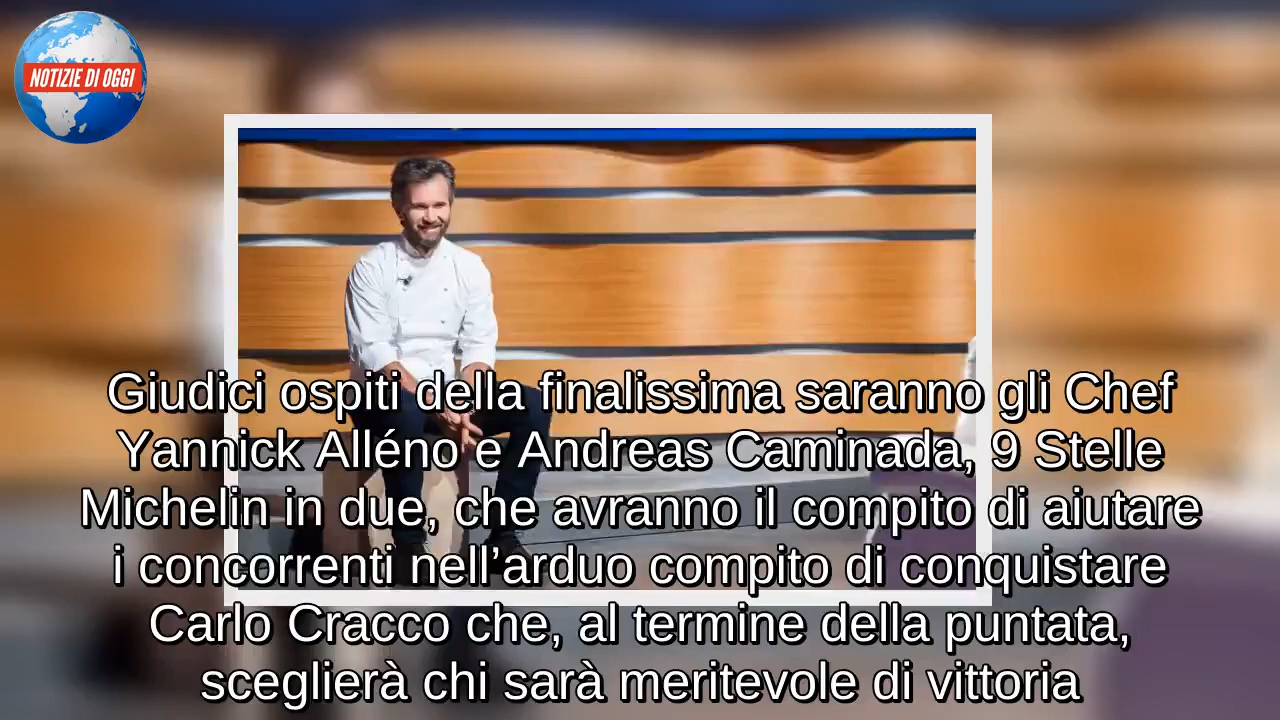 NOTIZIE DI OGGI
Giudici ospiti della finalissima saranno gli Chef
Yannick Alléno e Andreas Caminada, 9 Stelle
Michelin in due, che avranno il compito di aiutare
i concorrenti nell’arduo compito di conquistare
Carlo Cracco che, al termine della puntata,
sceglierà chi sarà meritevole di vittoria